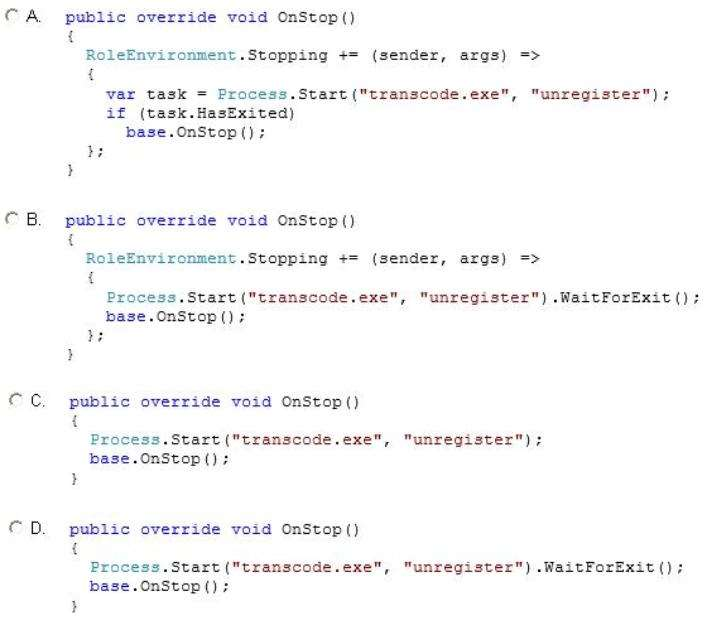 A. public override void OnStop()
{
RoleEnvironment.Stopping += (sender, args) =>
{
var task = Process.Start("transcode.exe", "unregister");
if (task.HasExited)
base.OnStop();
};
}
B. public override void OnStop()
{
RoleEnvironment.Stopping += (sender, args) =>
{
Process.Start("transcode.exe", "unregister").WaitForExit();
base.OnStop();
};
}
C. public override void OnStop()
{
Process.Start("transcode.exe", "unregister");
base.OnStop();
}
D. public override void OnStop()
{
Process.Start("transcode.exe", "unregister").WaitForExit();
base.OnStop();
}